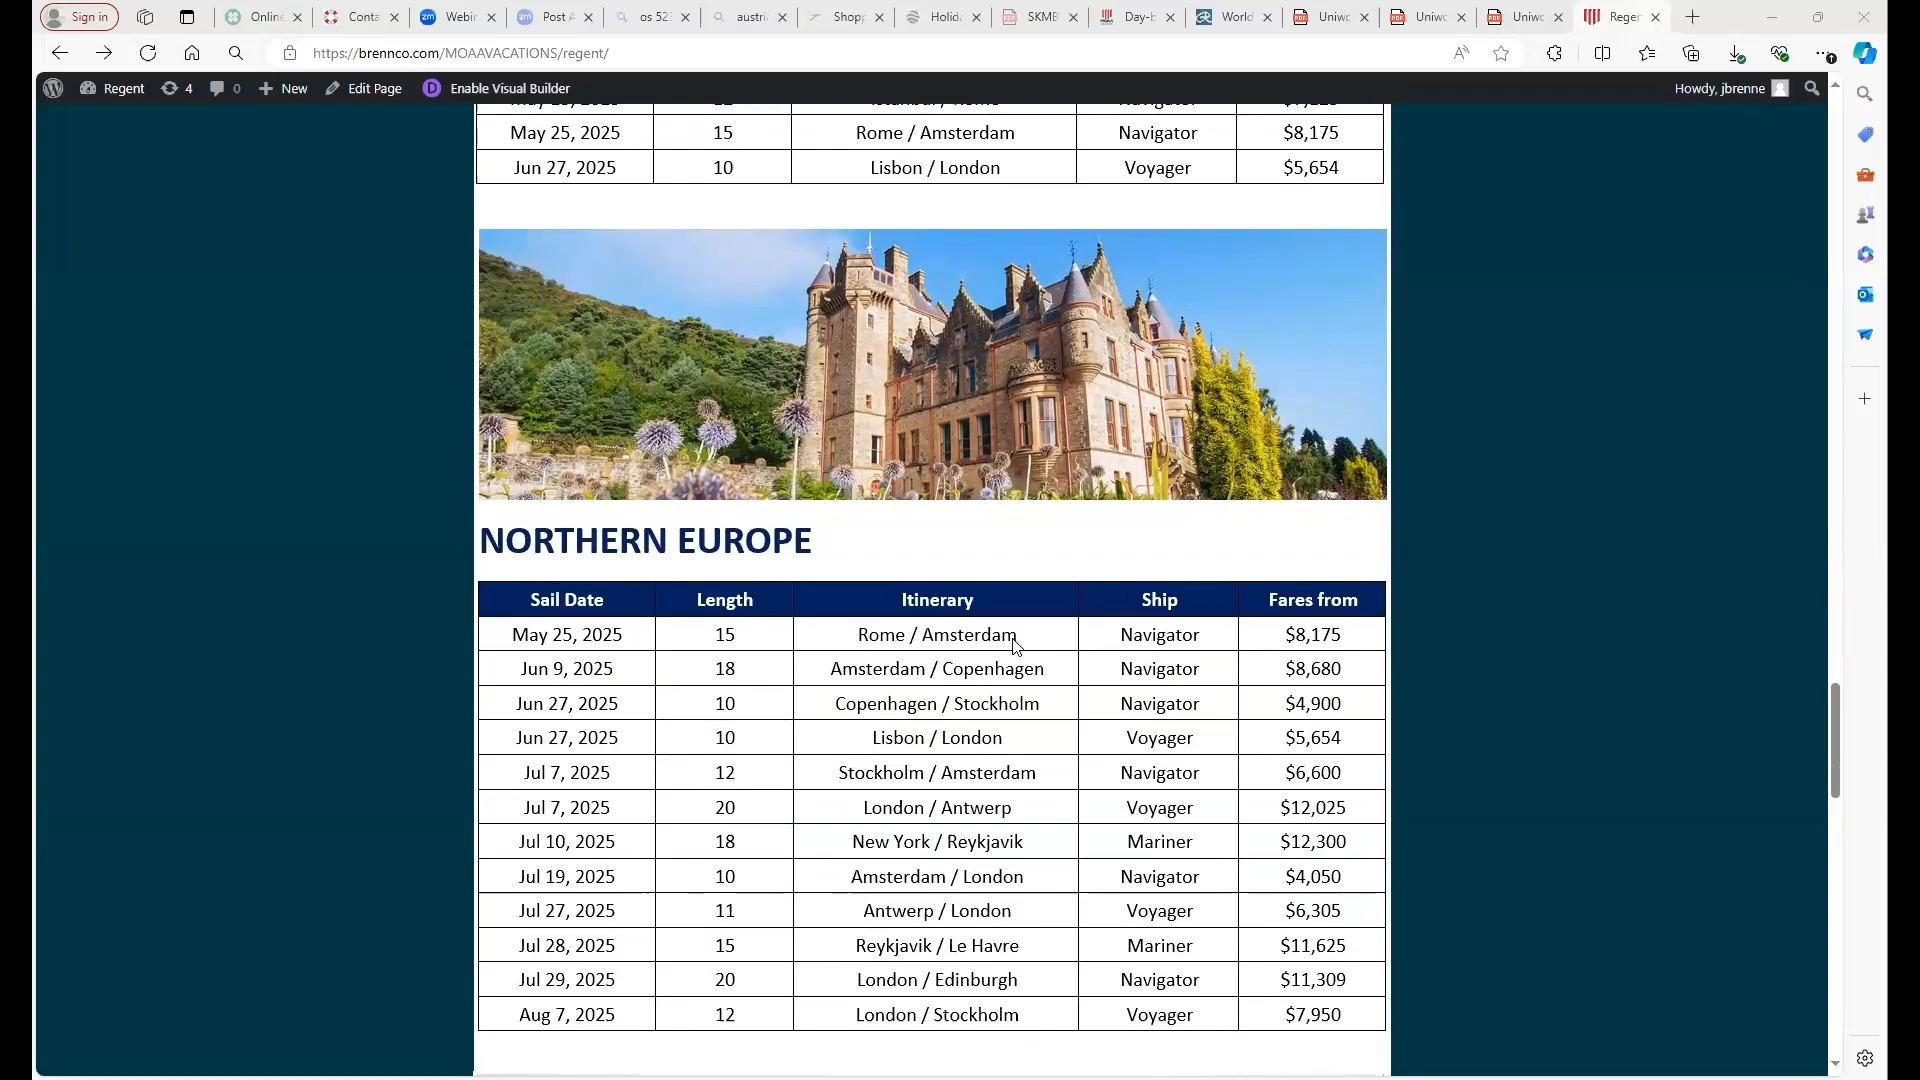 Sign in
Online
Conta
Webin
Post A
os 52
austri
Shopp
Holid
SKMB
Day-b
World
Uniwo
Uniwo
Uniwo
Regen
https://brennco.com/MOAAVACATIONS/regent/
Regent 4 0 New Edit Page D Enable Visual Builder Howdy, jbrenne
May 25, 2025 15 Rome / Amsterdam Navigator $8,175
Jun 27, 2025 10 Lisbon / London Voyager $5,654
NORTHERN EUROPE
Sail Date Length Itinerary Ship Fares from
May 25, 2025 15 Rome / Amsterdam Navigator $8,175
Jun 9, 2025 18 Amsterdam / Copenhagen Navigator $8,680
Jun 27, 2025 10 Copenhagen / Stockholm Navigator $4,900
Jun 27, 2025 10 Lisbon / London Voyager $5,654
Jul 7, 2025 12 Stockholm / Amsterdam Navigator $6,600
Jul 7, 2025 20 London / Antwerp Voyager $12,025
Jul 10, 2025 18 New York / Reykjavik Mariner $12,300
Jul 19, 2025 10 Amsterdam / London Navigator $4,050
Jul 27, 2025 11 Antwerp / London Voyager $6,305
Jul 28, 2025 15 Reykjavik / Le Havre Mariner $11,625
Jul 29, 2025 20 London / Edinburgh Navigator $11,309
Aug 7, 2025 12 London / Stockholm Voyager $7,950